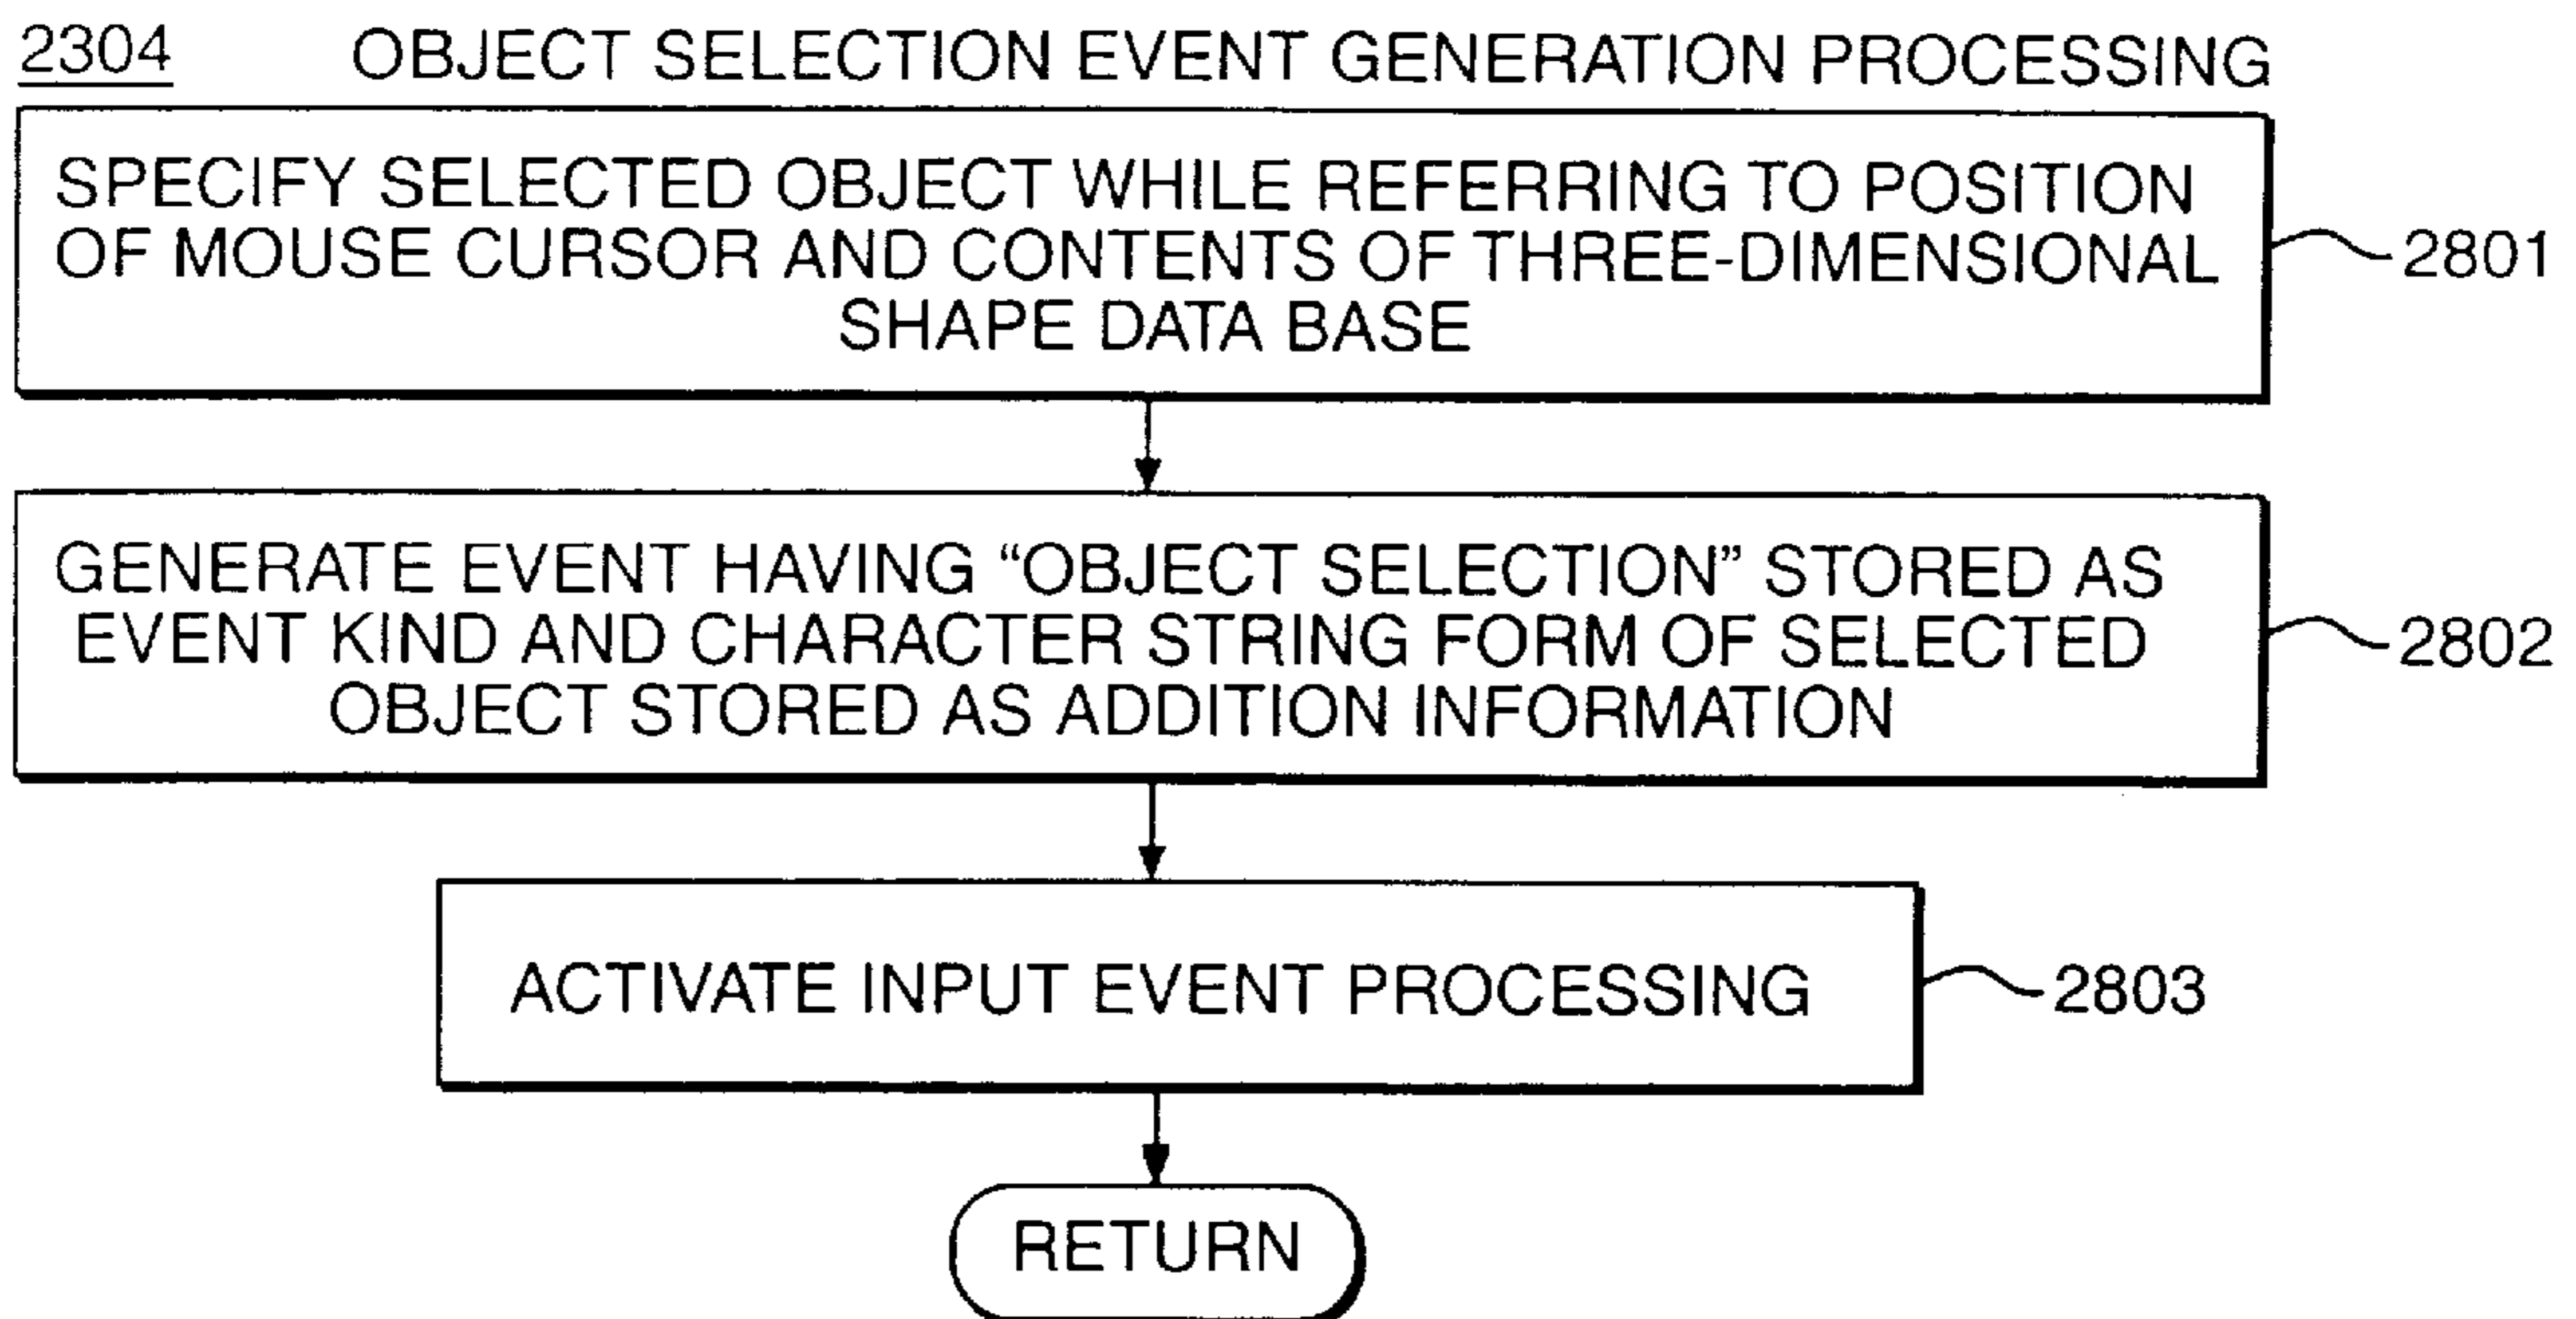 2304 OBJECT SELECTION EVENT GENERATION PROCESSING
SPECIFY SELECTED OBJECT WHILE REFERRING TO POSITION
OF MOUSE CURSOR AND CONTENTS OF THREE-DIMENSIONAL
SHAPE DATA BASE
2801
GENERATE EVENT HAVING “OBJECT SELECTION” STORED AS
EVENT KIND AND CHARACTER STRING FORM OF SELECTED
OBJECT STORED AS ADDITION INFORMATION
2802
ACTIVATE INPUT EVENT PROCESSING
2803
RETURN